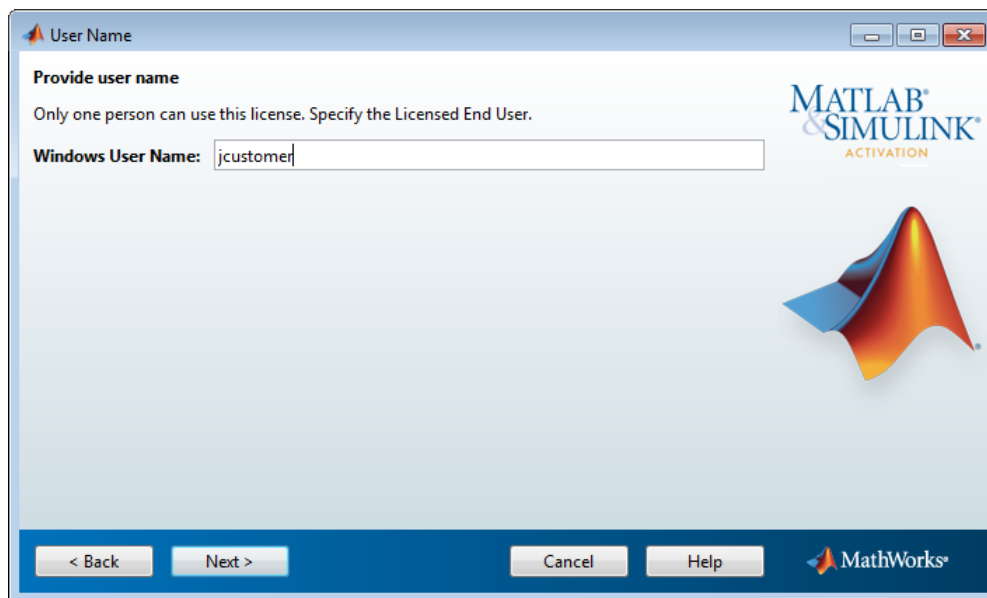 User Name
Provide user name
Only one person can use this license. Specify the Licensed End User.
Windows User Name: jcustomer
MATLAB®
&SIMULINK®
ACTIVATION
®
< Back Next > Cancel Help MathWorks®